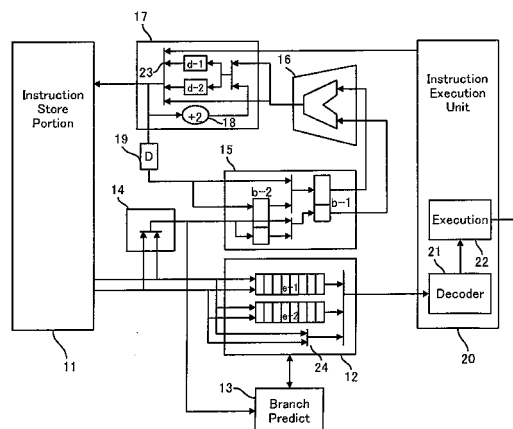 17
16
23
d-1
d-2
+2
18
Instruction
Store
Portion
Instruction
Execution
Unit
19
D
15
14
b-2
b-1
Execution
21
22
Decoder
e-1
e-2
11
24
12
20
13
Branch
Predict